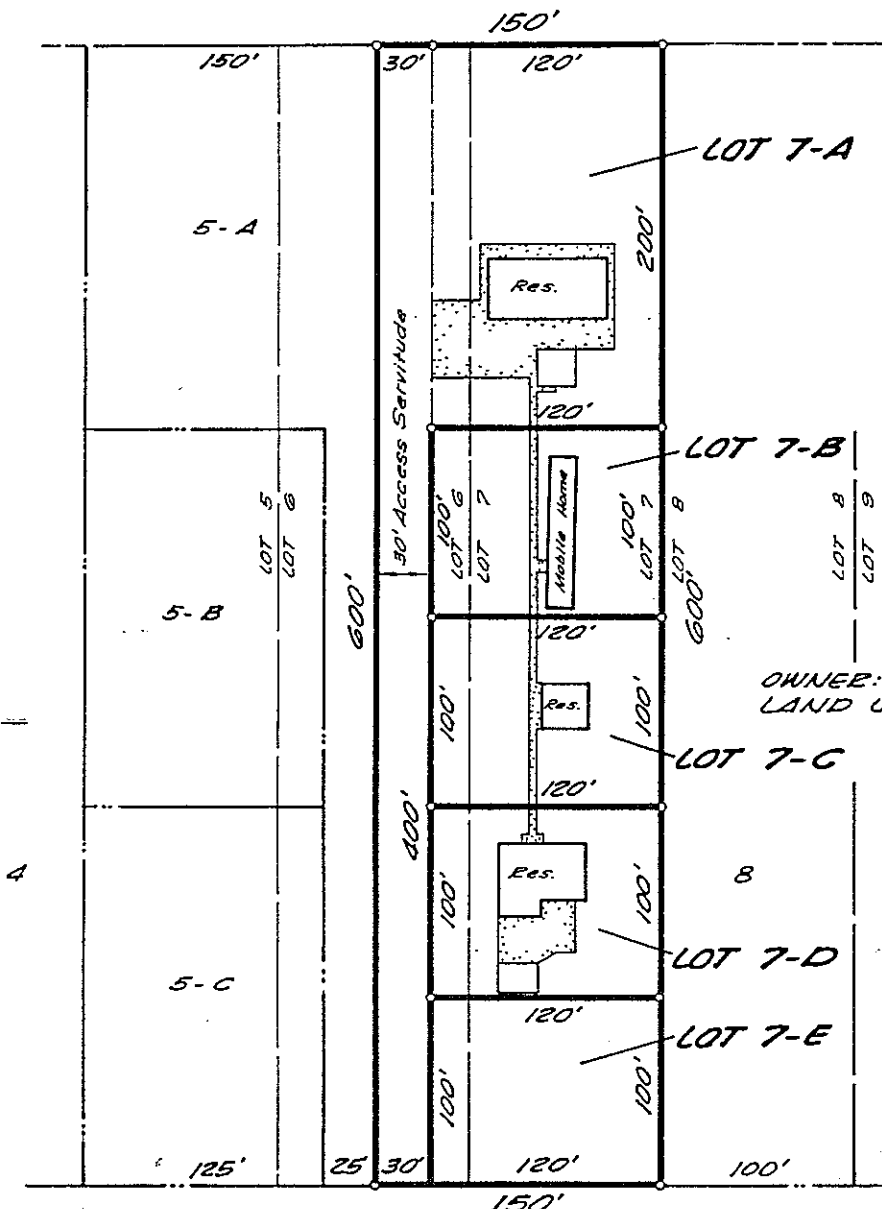 150'
150'
30'
120'
LOT 7-A
5-A
200'
Res.
30' Access Servitude
120'
LOT 7-B
LOT 5
LOT 6
100'
LOT 6
LOT 7
Mobile Home
100'
LOT 7
LOT 8
LOT 8
LOT 9
600'
5-B
120'
600'
OWNER:
LAND U
100'
Res.
100'
LOT 7-C
120'
400'
4
100'
Res.
100'
8
LOT 7-D
5-C
120'
LOT 7-E
100'
100'
125'
25'
30'
120'
100'
150'